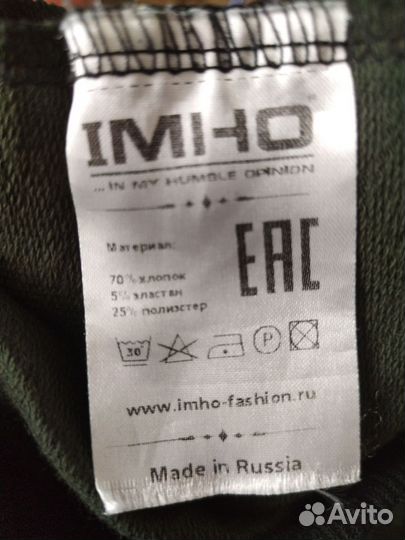 IMHO
... IN MY HUMBLE OPINION
Материал:
70% хлопок
5% эластан
25% полиэстер
EAC
30° P
www.imho-fashion.ru
Made in Russia
Avito